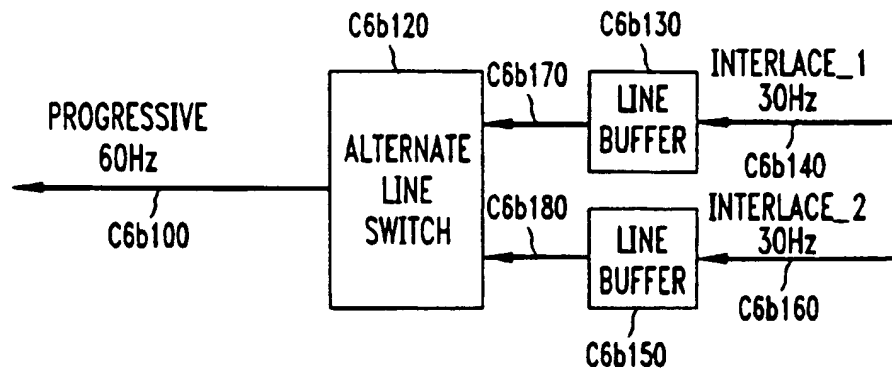 C6b120
C6b130
C6b170
INTERLACE_1
30Hz
LINE
BUFFER
C6b140
PROGRESSIVE
60Hz
C6b100
ALTERNATE
LINE
SWITCH
C6b180
INTERLACE_2
30Hz
LINE
BUFFER
C6b160
C6b150